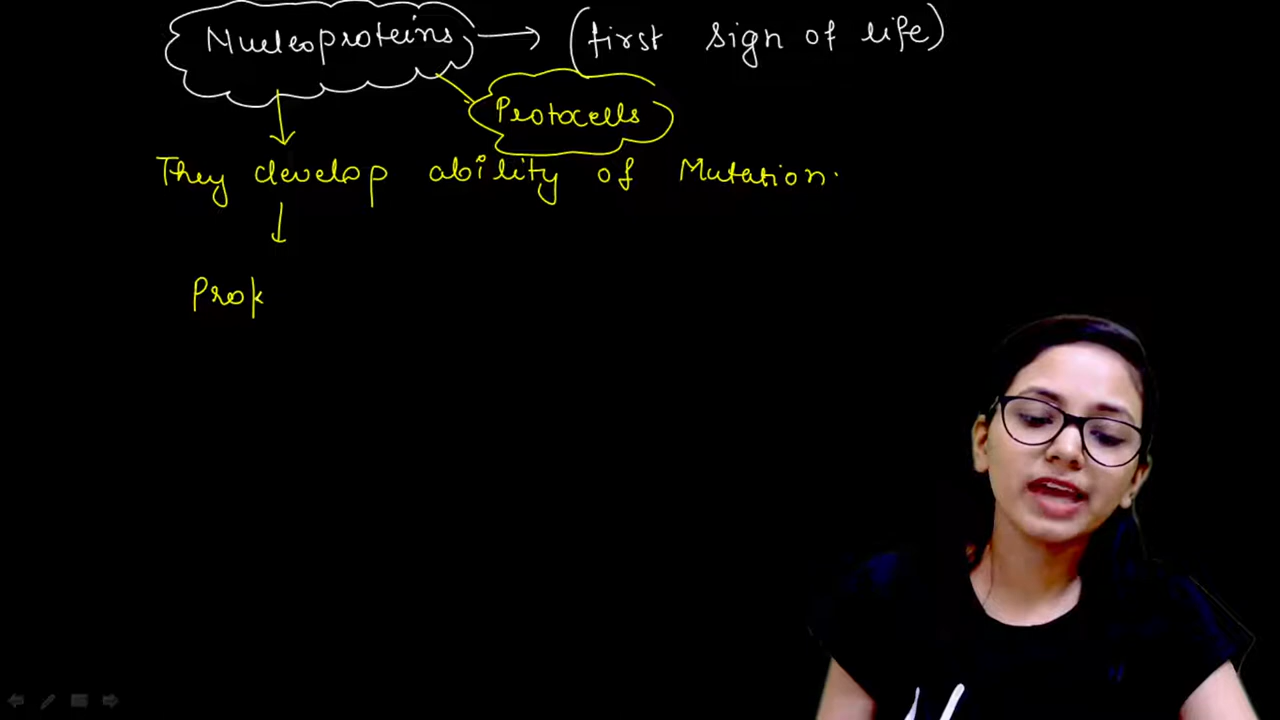 Nucleoproteins → (first sign of life)
Protocells
They develop ability of Mutation.
Prok